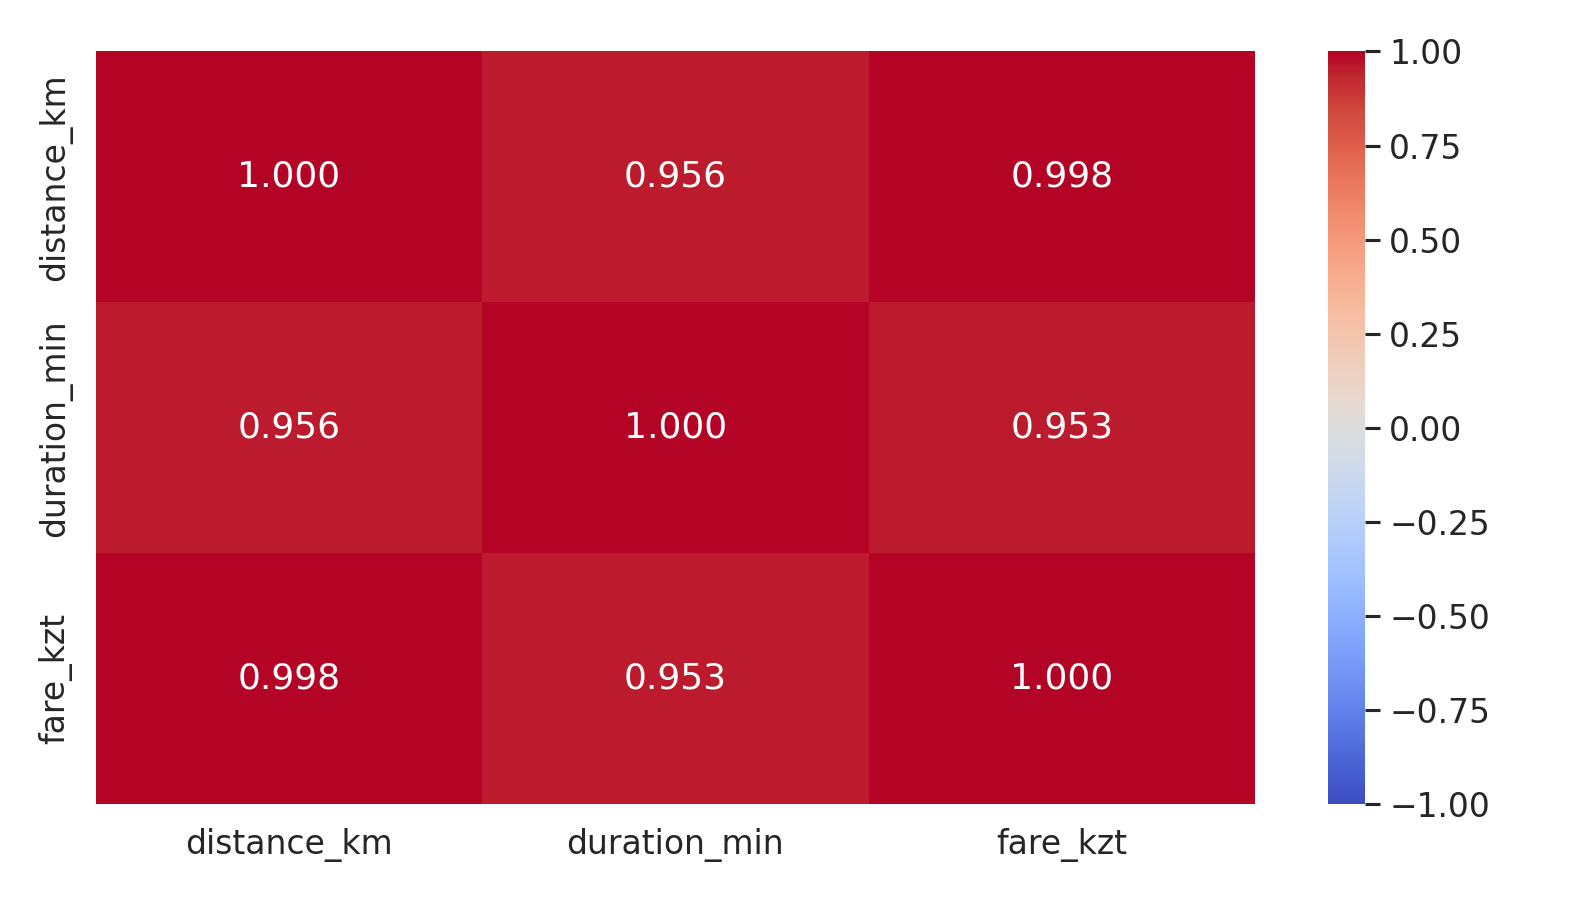 distance_km
1.000 0.956 0.998
duration_min
0.956 1.000 0.953
fare_kzt
0.998 0.953 1.000
distance_km duration_min fare_kzt
1.00
0.75
0.50
0.25
0.00
−0.25
−0.50
−0.75
−1.00